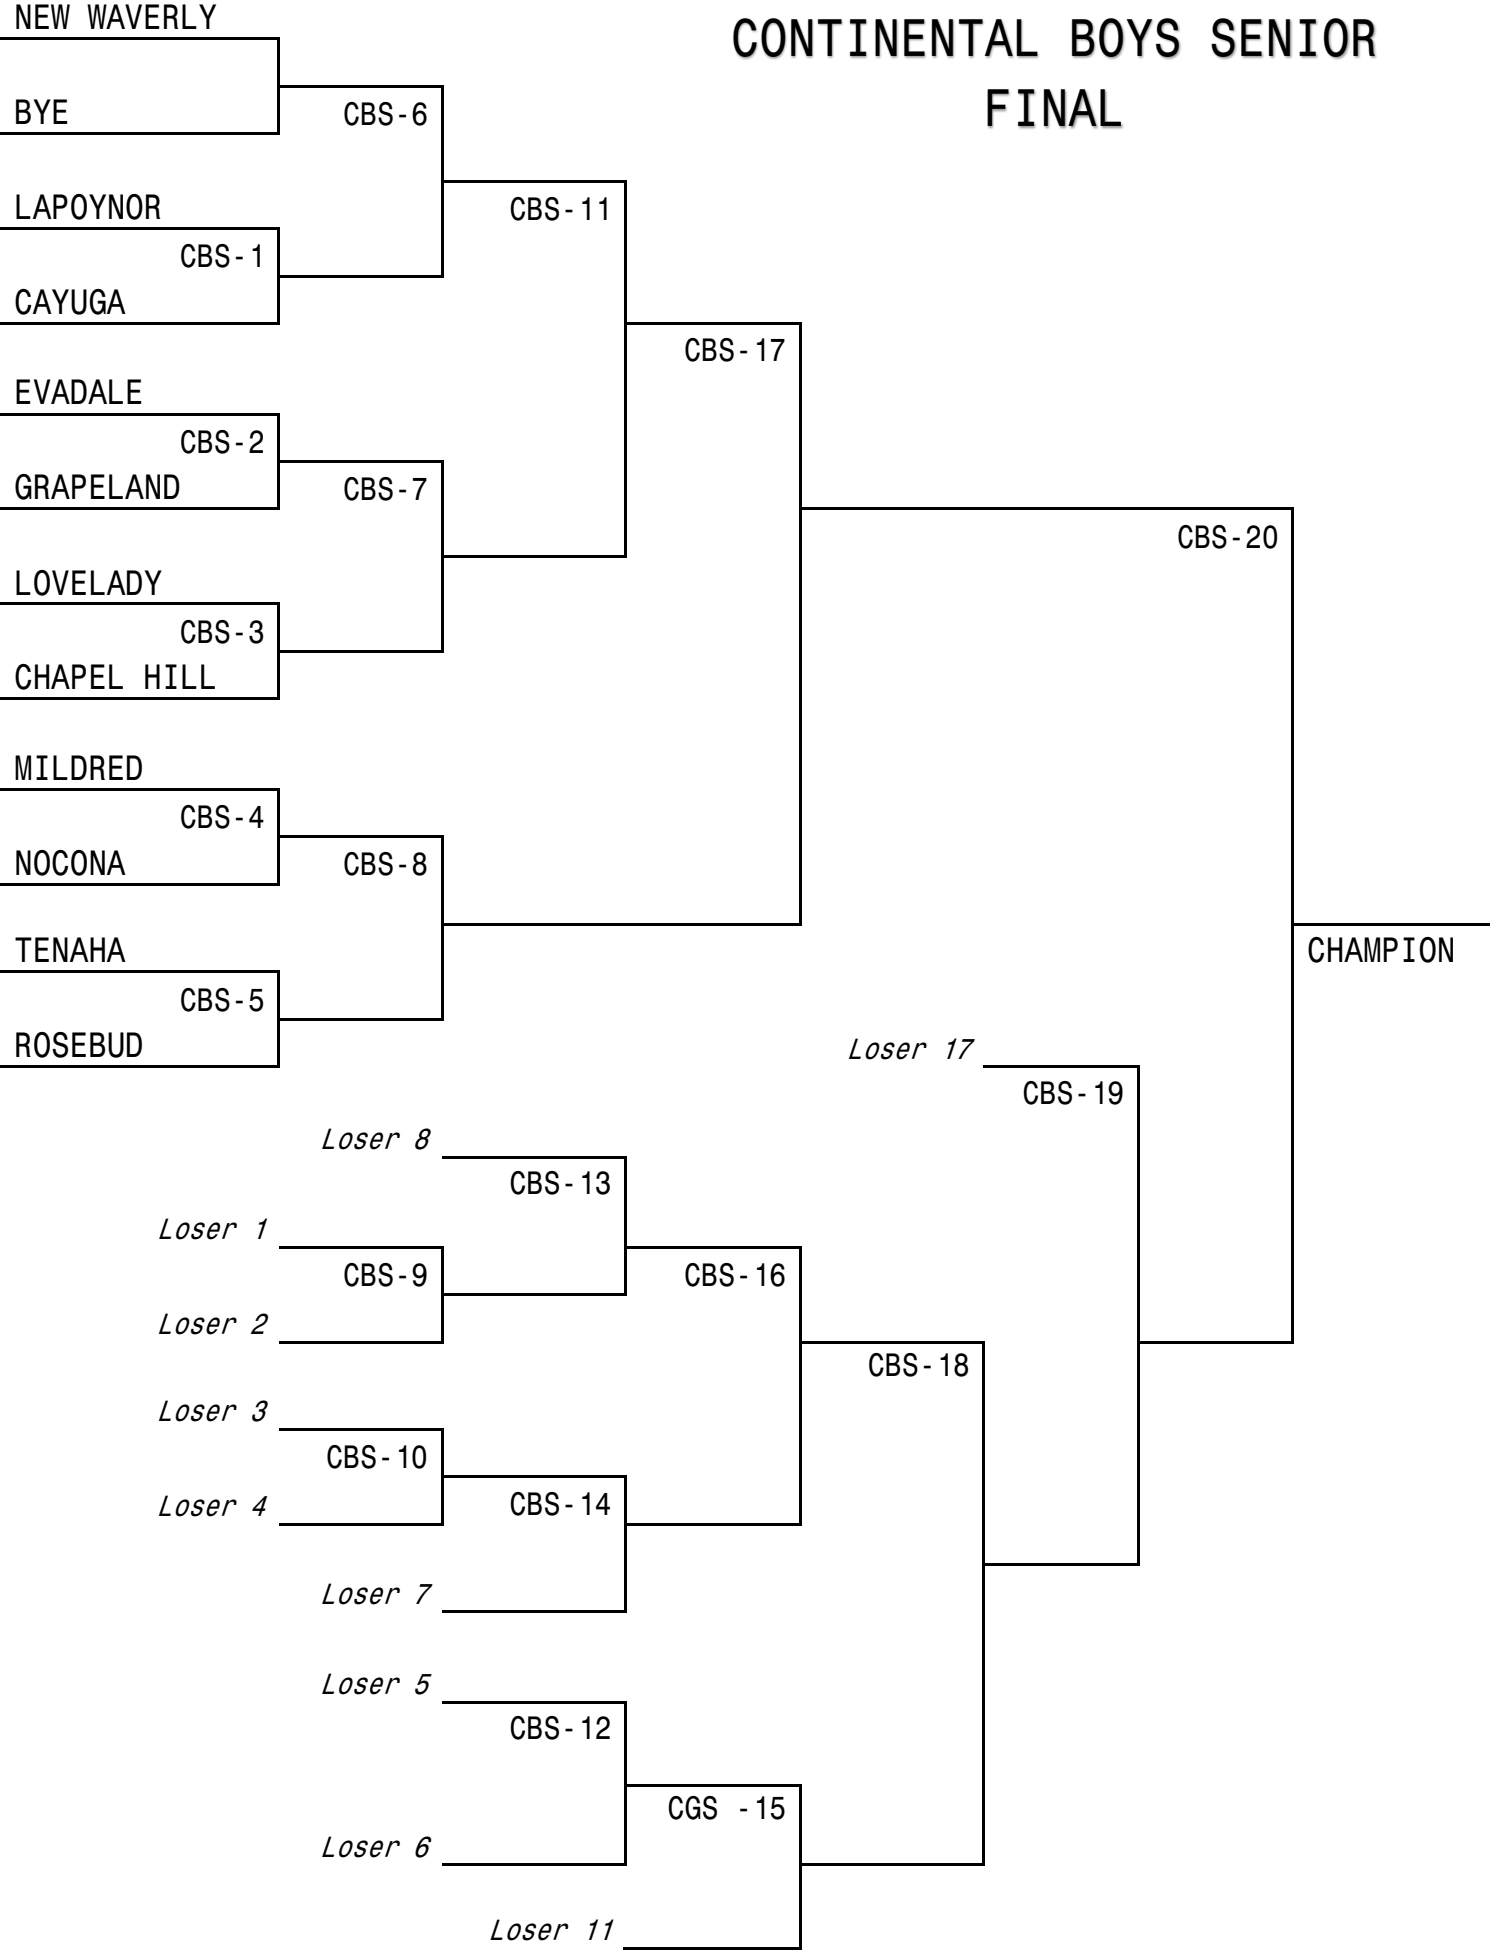 NEW WAVERLY
CONTINENTAL BOYS SENIOR
FINAL
BYE
CBS-6
LAPOYNOR
CBS-11
CBS-1
CAYUGA
CBS-17
EVADALE
CBS-2
GRAPELAND
CBS-7
CBS-20
LOVELADY
CBS-3
CHAPEL HILL
MILDRED
CBS-4
NOCONA
CBS-8
TENAHA
CHAMPION
CBS-5
ROSEBUD
Loser 17
CBS-19
Loser 8
CBS-13
Loser 1
CBS-9
CBS-16
Loser 2
CBS-18
Loser 3
CBS-10
Loser 4
CBS-14
Loser 7
Loser 5
CBS-12
CGS -15
Loser 6
Loser 11